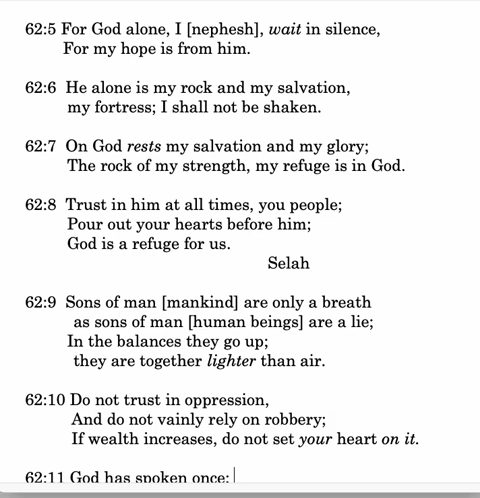 62:5 For God alone, I [nephesh], wait in silence,
For my hope is from him.
62:6 He alone is my rock and my salvation,
my fortress; I shall not be shaken.
62:7 On God rests my salvation and my glory;
The rock of my strength, my refuge is in God.
62:8 Trust in him at all times, you people;
Pour out your hearts before him;
God is a refuge for us.
Selah
62:9 Sons of man [mankind] are only a breath
as sons of man [human beings] are a lie;
In the balances they go up;
they are together lighter than air.
62:10 Do not trust in oppression,
And do not vainly rely on robbery;
If wealth increases, do not set your heart on it.
62:11 God has spoken once;